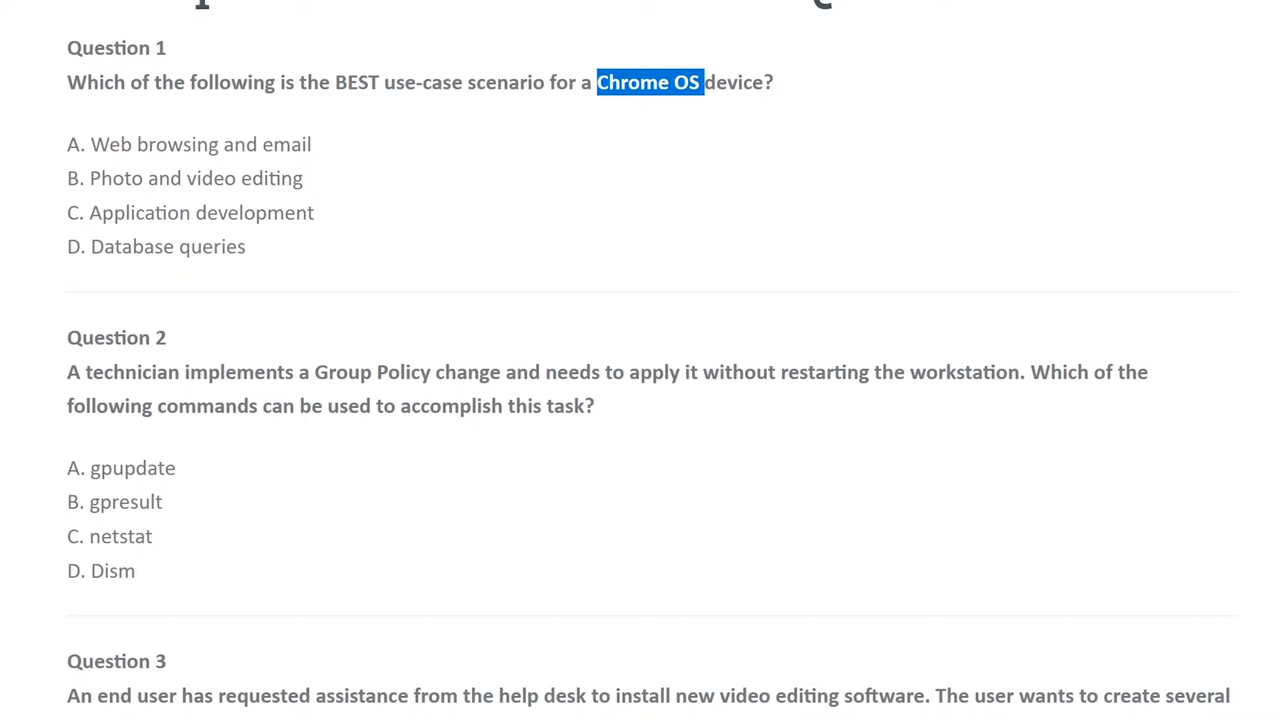 Question 1
Which of the following is the BEST use-case scenario for a Chrome OS device?
A. Web browsing and email
B. Photo and video editing
C. Application development
D. Database queries
Question 2
A technician implements a Group Policy change and needs to apply it without restarting the workstation. Which of the
following commands can be used to accomplish this task?
A. gpupdate
B. gpresult
C. netstat
D. Dism
Question 3
An end user has requested assistance from the help desk to install new video editing software. The user wants to create several